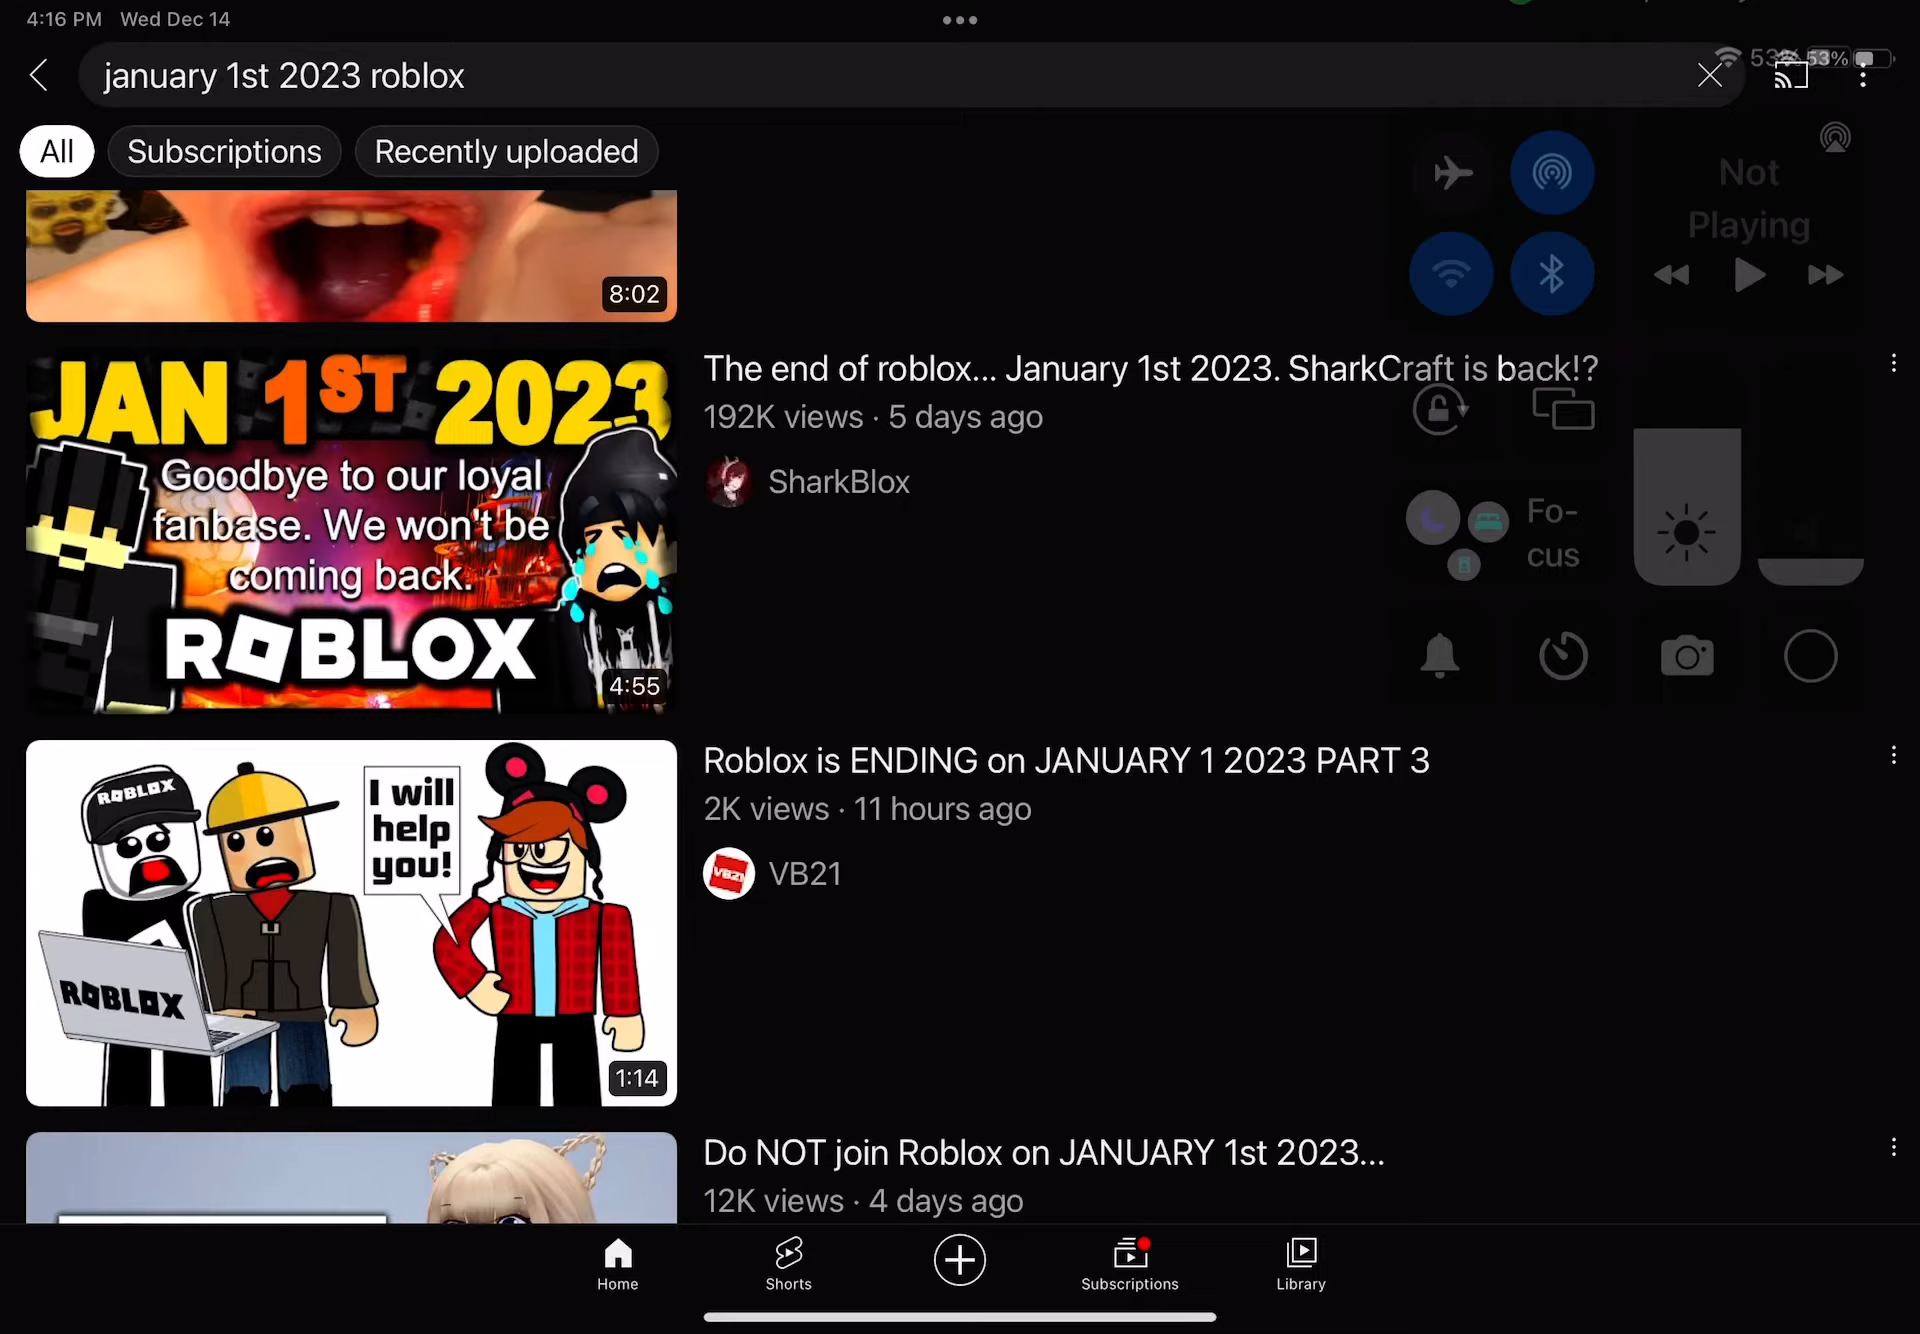 4:16 PM Wed Dec 14
53% 53%
january 1st 2023 roblox
All
Subscriptions
Recently uploaded
Not
Playing
8:02
JAN 1ST 2023
Goodbye to our loyal
fanbase. We won't be
coming back.
ROBLOX
4:55
The end of roblox... January 1st 2023. SharkCraft is back!?
192K views · 5 days ago
SharkBlox
Fo-
cus
ROBLOX
I will
help
you!
ROBLOX
1:14
Roblox is ENDING on JANUARY 1 2023 PART 3
2K views · 11 hours ago
VB21
VB21
Do NOT join Roblox on JANUARY 1st 2023...
12K views · 4 days ago
Home
Shorts
Subscriptions
Library